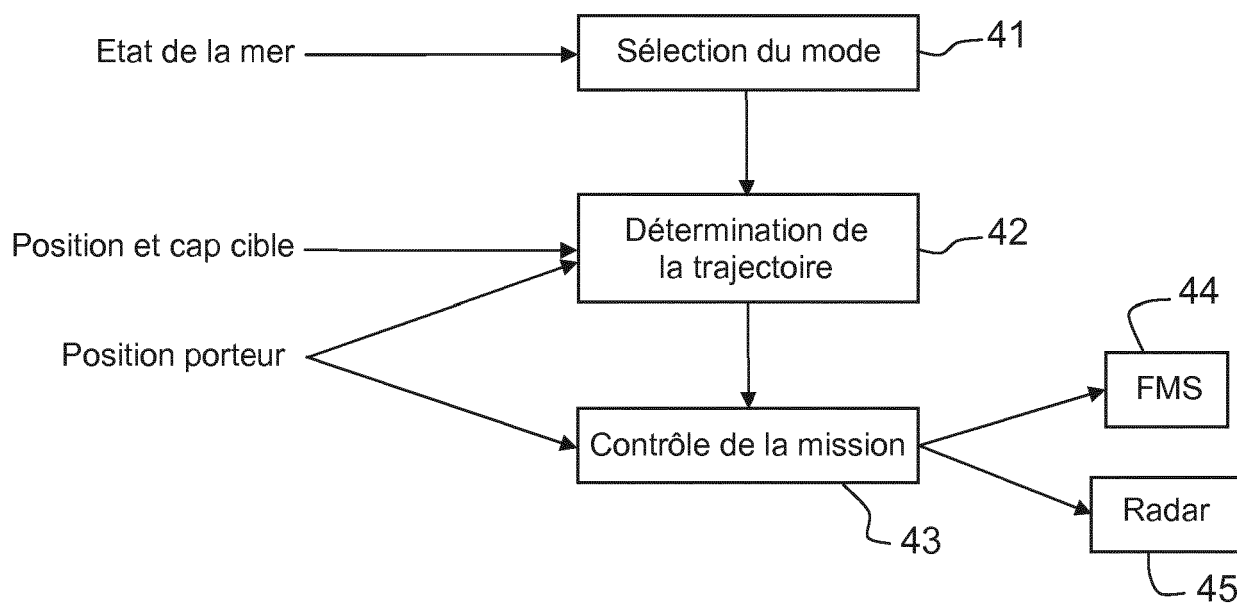 Etat de la mer
Sélection du mode
41
Position et cap cible
Détermination de
la trajectoire
42
Position porteur
44
FMS
Contrôle de la mission
43
Radar
45